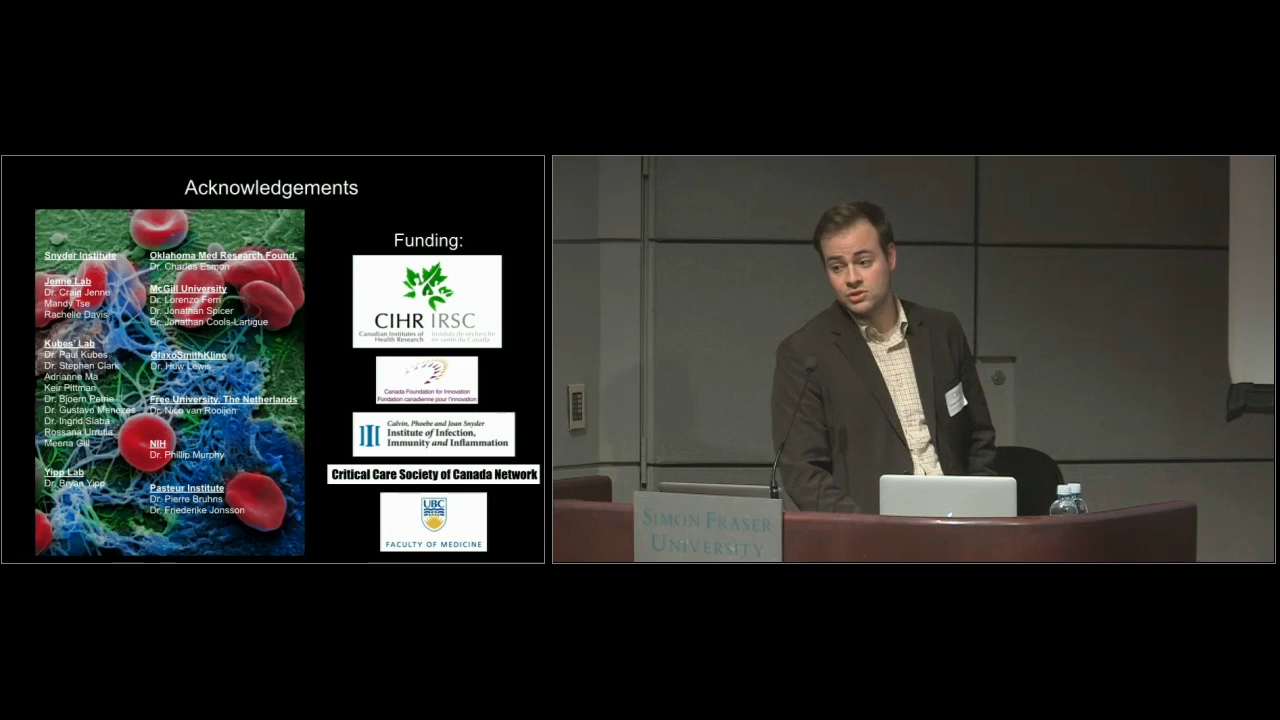 Acknowledgements
Snyder Institute
Jenne Lab
Dr. Craig Jenne
Mandy Tse
Rachelle Davis
Kubes' Lab
Dr. Paul Kubes
Dr. Stephen Clark
Adrianne Ma
Keir Pittman
Dr. Bjoern Petrie
Dr. Gustavo Menezes
Dr. Ingrid Slaba
Rossana Urrutia
Meena Gill
Yipp Lab
Dr. Bryan Yipp
Oklahoma Med Research Found.
Dr. Charles Esmon
McGill University
Dr. Lorenzo Ferri
Dr. Jonathan Spicer
Dr. Jonathan Cools-Lartigue
GlaxoSmithKline
Dr. Huw Lewis
Free University, The Netherlands
Dr. Nico van Rooijen
NIH
Dr. Phillip Murphy
Pasteur Institute
Dr. Pierre Bruhns
Dr. Friederike Jonsson
Funding:
CIHR IRSC
Canadian Institutes of Instituts de recherche
Health Research en santé du Canada
Canada Foundation for Innovation
Fondation canadienne pour l'innovation
Calvin, Phoebe and Joan Snyder
Institute of Infection,
Immunity and Inflammation
Critical Care Society of Canada Network
UBC
FACULTY OF MEDICINE
SIMON FRASER
UNIVERSITY